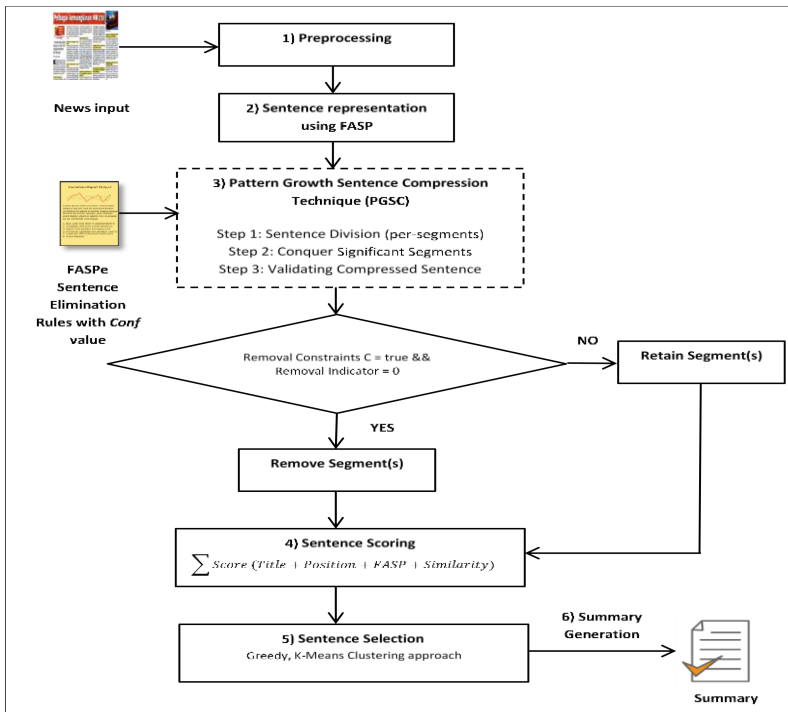 1) Preprocessing
News input
2) Sentence representation
using FASP
3) Pattern Growth Sentence Compression
Technique (PGSC)
Step 1: Sentence Division (per-segments)
Step 2: Conquer Significant Segments
Step 3: Validating Compressed Sentence
FASPe
Sentence
Elimination
Rules with Conf
value
Removal Constraints C = true &&
Removal Indicator = 0
NO
Retain Segment(s)
YES
Remove Segment(s)
4) Sentence Scoring
∑ Score (Title + Position + FASP + Similarity)
5) Sentence Selection
Greedy, K-Means Clustering approach
6) Summary
Generation
Summary